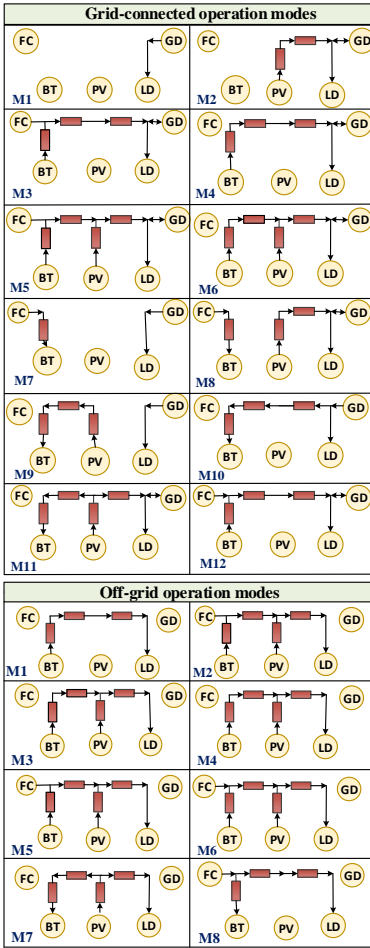 Grid-connected operation modes
FC GD FC GD
BT PV LD BT PV LD
M1 M2
FC GD FC GD
BT PV LD BT PV LD
M3 M4
FC GD FC GD
BT PV LD BT PV LD
M5 M6
FC GD FC GD
BT PV LD BT PV LD
M7 M8
FC GD FC GD
BT PV LD BT PV LD
M9 M10
FC GD FC GD
BT PV LD BT PV LD
M11 M12
Off-grid operation modes
FC GD FC GD
BT PV LD BT PV LD
M1 M2
FC GD FC GD
BT PV LD BT PV LD
M3 M4
FC GD FC GD
BT PV LD BT PV LD
M5 M6
FC GD FC GD
BT PV LD BT PV LD
M7 M8